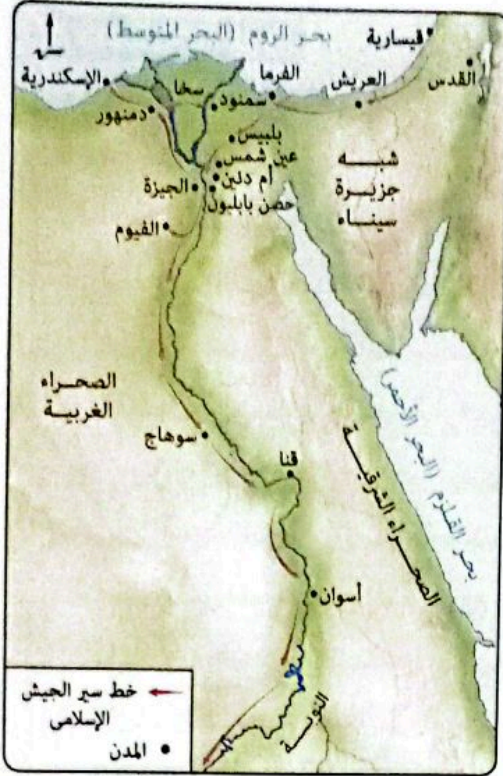 بحر الروم (البحر المتوسط)
قيسارية
القدس
العريش
الفرما
سمنود
سخا
الإسكندرية
دمنهور
بلبيس
عين شمس
أم دنين
حصن بابليون
الجيزة
الفيوم
شبه
جزيرة
سيناء
الصحراء
الغربية
سوهاج
قنا
بحر القلزم (البحر الأحمر)
الصحراء الشرقية
أسوان
النوبة
خط سير الجيش
الإسلامى
المدن